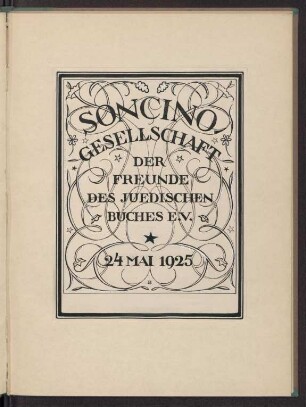 SONCINO
GESELLSCHAFT
DER
FREUNDE
DES JUEDISCHEN
BUCHES E.V.
24 MAI 1925